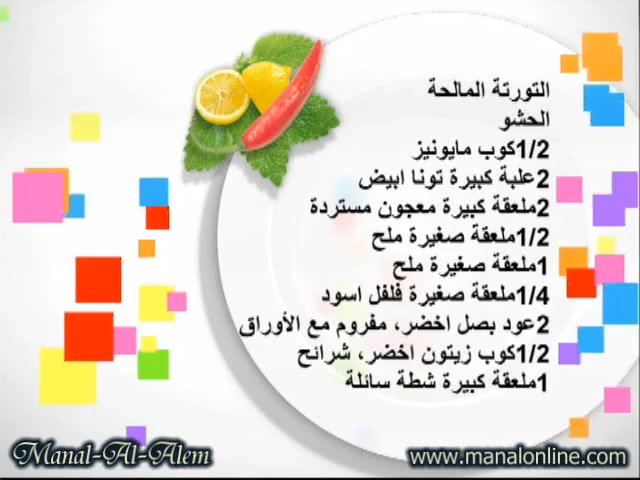 التورتة المالحة
الحشو
1/2كوب مايونيز
2علبة كبيرة تونا ابيض
2ملعقة كبيرة معجون مستردة
1/2ملعقة صغيرة ملح
1ملعقة صغيرة ملح
1/4ملعقة صغيرة فلفل اسود
2عود بصل اخضر، مفروم مع الأوراق
1/2كوب زيتون اخضر، شرائح
1ملعقة كبيرة شطة سائلة
Manal-Al-Alem
www.manalonline.com